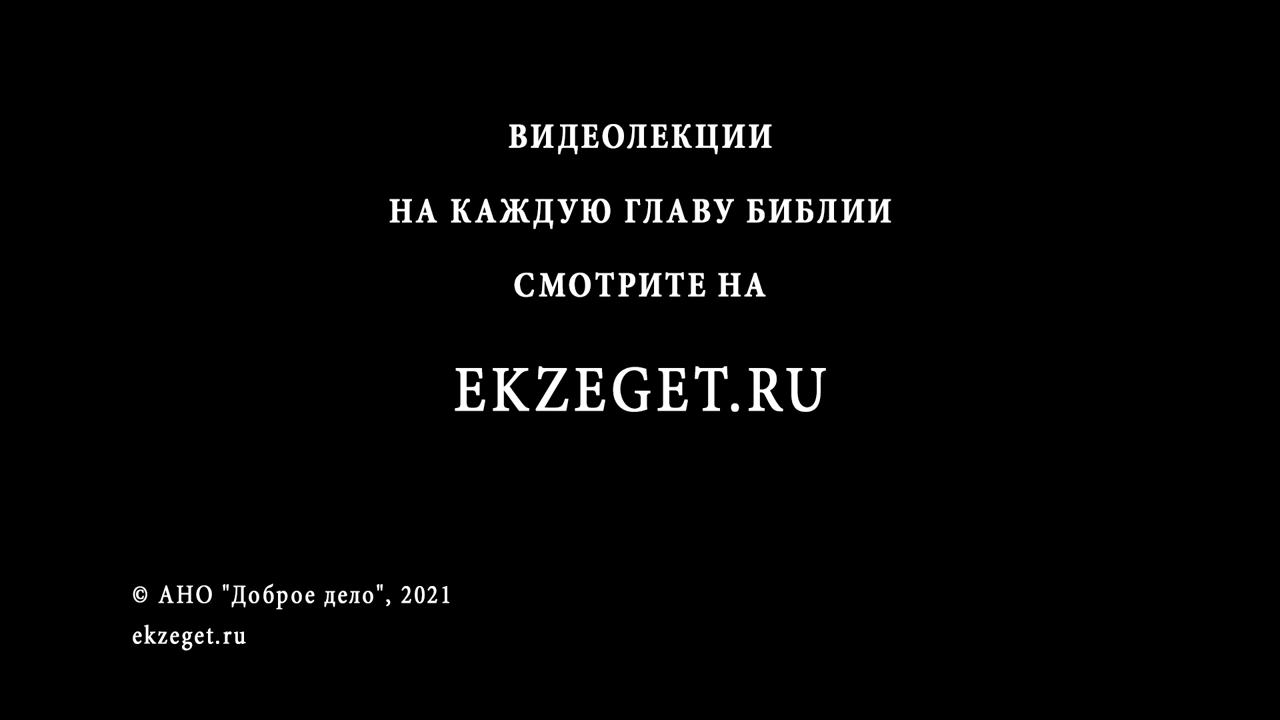 ВИДЕОЛЕКЦИИ
НА КАЖДУЮ ГЛАВУ БИБЛИИ
СМОТРИТЕ НА
EKZEGET.RU
© АНО "Доброе дело", 2021
ekzeget.ru